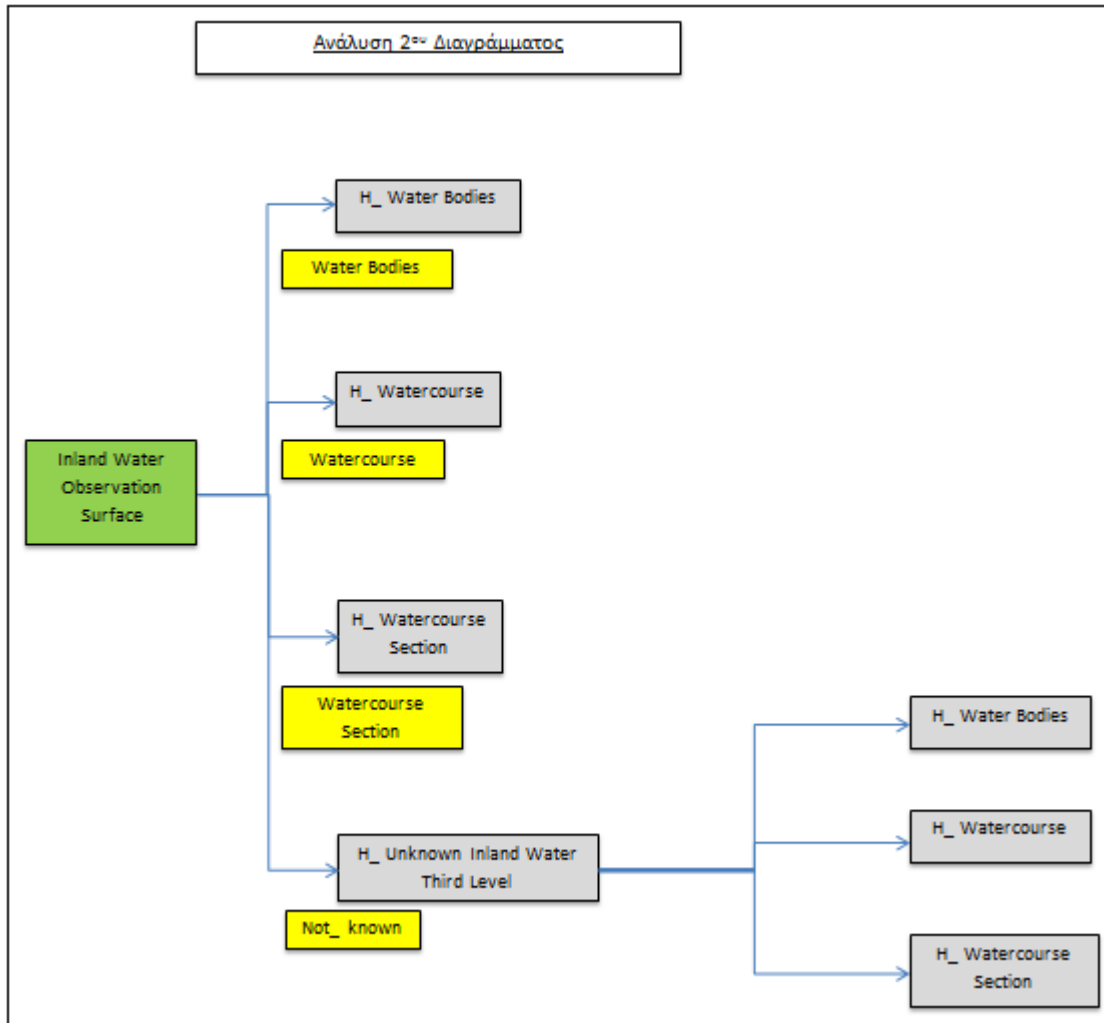 Ανάλυση 2ου Διαγράμματος
H_ Water Bodies
Water Bodies
H_ Watercourse
Watercourse
Inland Water
Observation
Surface
H_ Watercourse
Section
Watercourse
Section
H_ Unknown Inland Water
Third Level
Not_ known
H_ Water Bodies
H_ Watercourse
H_ Watercourse
Section